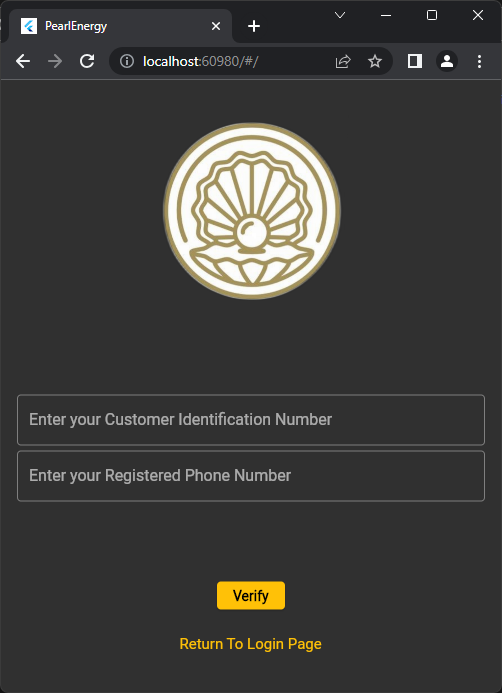 PearlEnergy
localhost:60980/#/
Enter your Customer Identification Number
Enter your Registered Phone Number
Verify
Return To Login Page